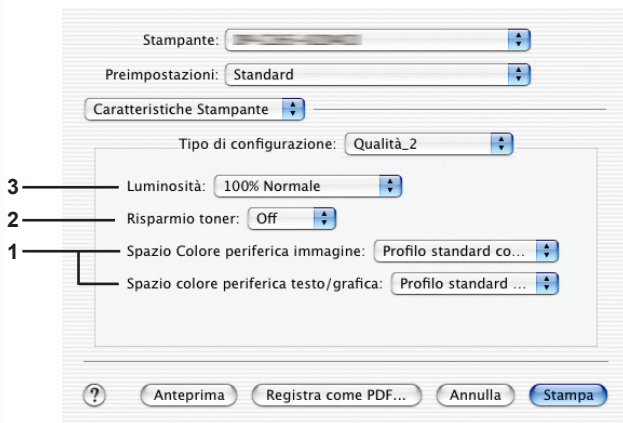 Stampante:
Preimpostazioni: Standard
Caratteristiche Stampante
Tipo di configurazione: Qualità_2
3 Luminosità: 100% Normale
2 Risparmio toner: Off
1 Spazio Colore periferica immagine: Profilo standard co...
Spazio colore periferica testo/grafica: Profilo standard ...
? Anteprima Registra come PDF... Annulla Stampa